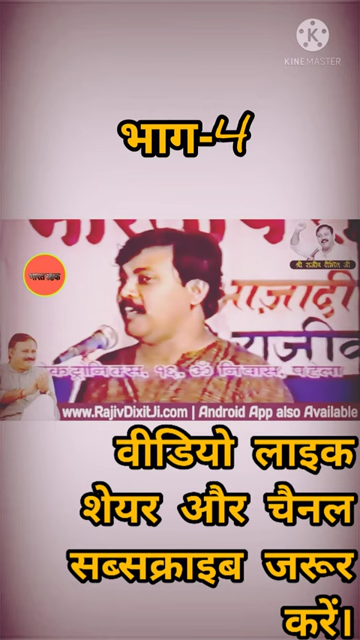 KINEMASTER
भाग-4
श्री राजीव दीक्षित जी
आज़ादी
राजीव
निवास, पहला
www.RajivDixitJi.com | Android App also Available
वीडियो लाइक
शेयर और चैनल
सब्सक्राइब जरूर
करें।